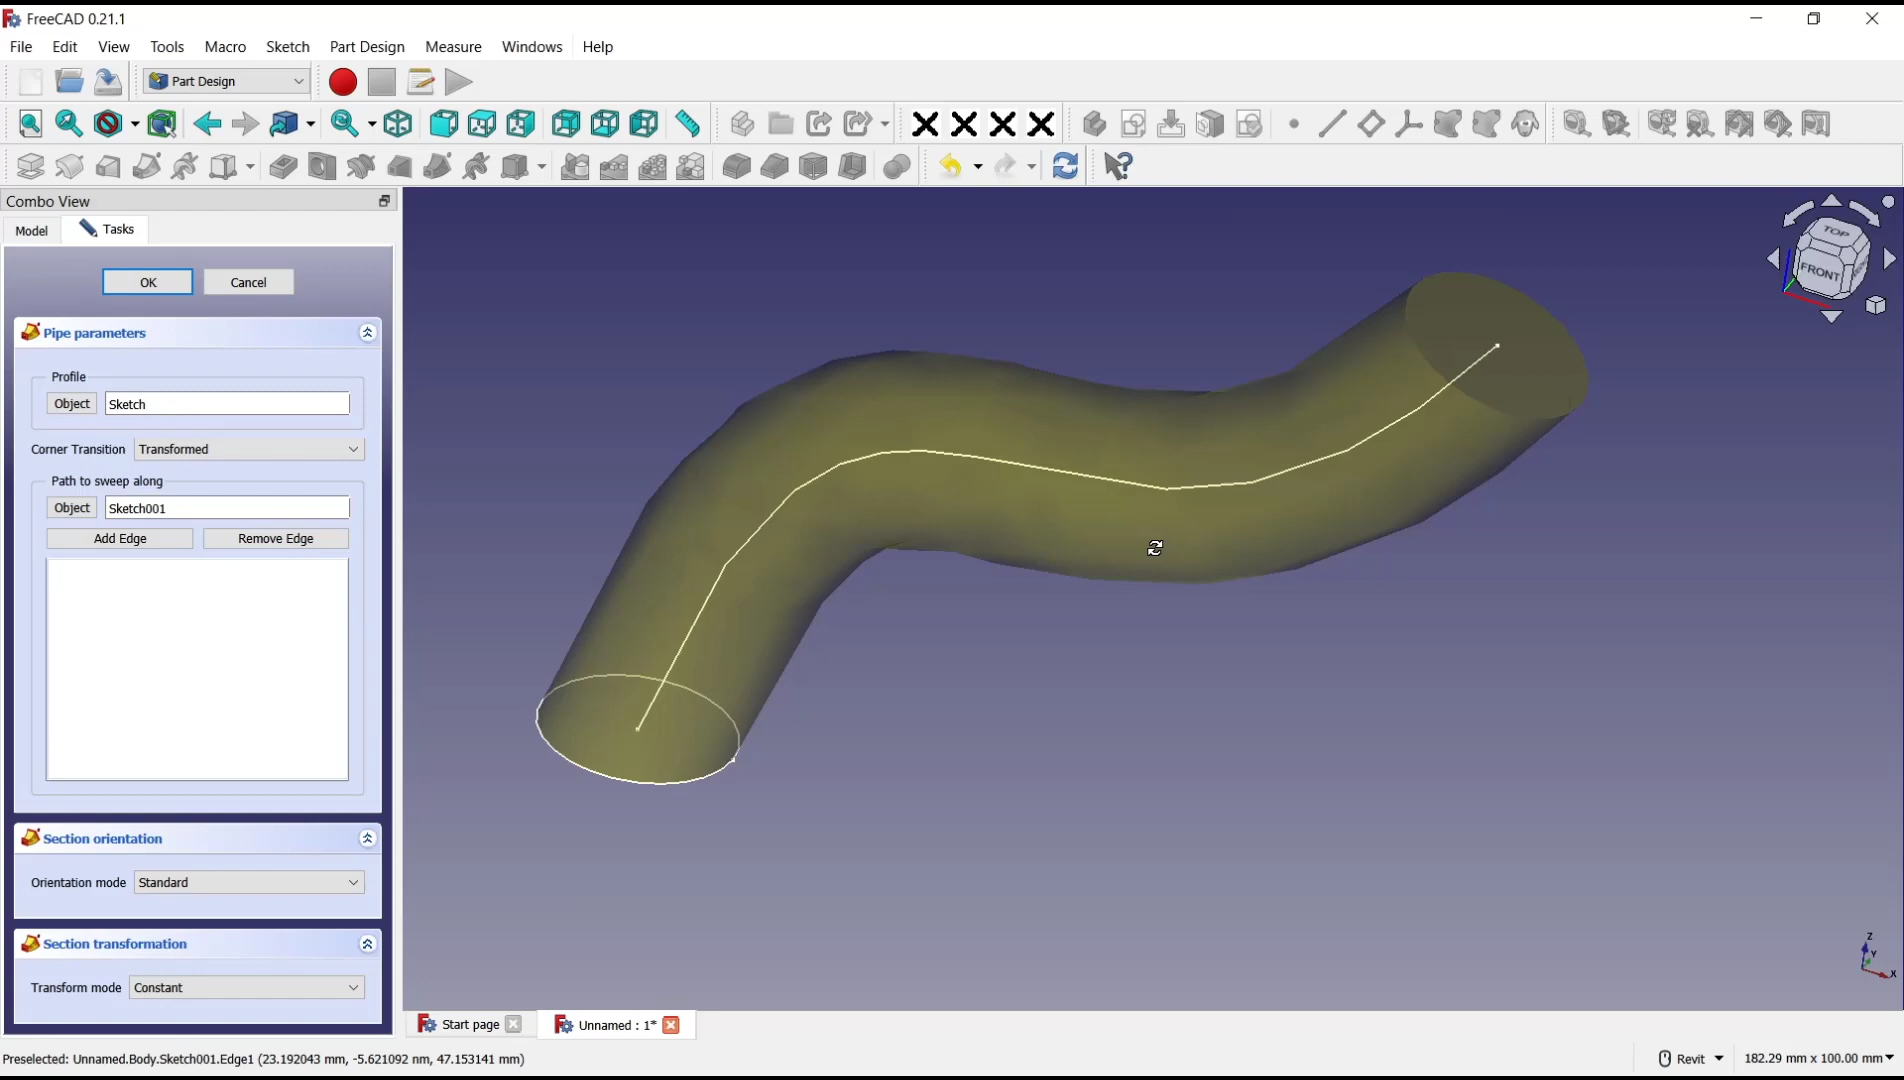 FreeCAD 0.21.1
File Edit View Tools Macro Sketch Part Design Measure Windows Help
Part Design
Combo View
Model Tasks
OK Cancel
Pipe parameters
Profile
Object Sketch
Corner Transition Transformed
Path to sweep along
Object Sketch001
Add Edge Remove Edge
Section orientation
Orientation mode Standard
Section transformation
Transform mode Constant
TOP
FRONT
Z
Y
X
Start page Unnamed : 1*
Preselected: Unnamed.Body.Sketch001.Edge1 (23.192043 mm, -5.621092 nm, 47.153141 mm)
Revit 182.29 mm x 100.00 mm